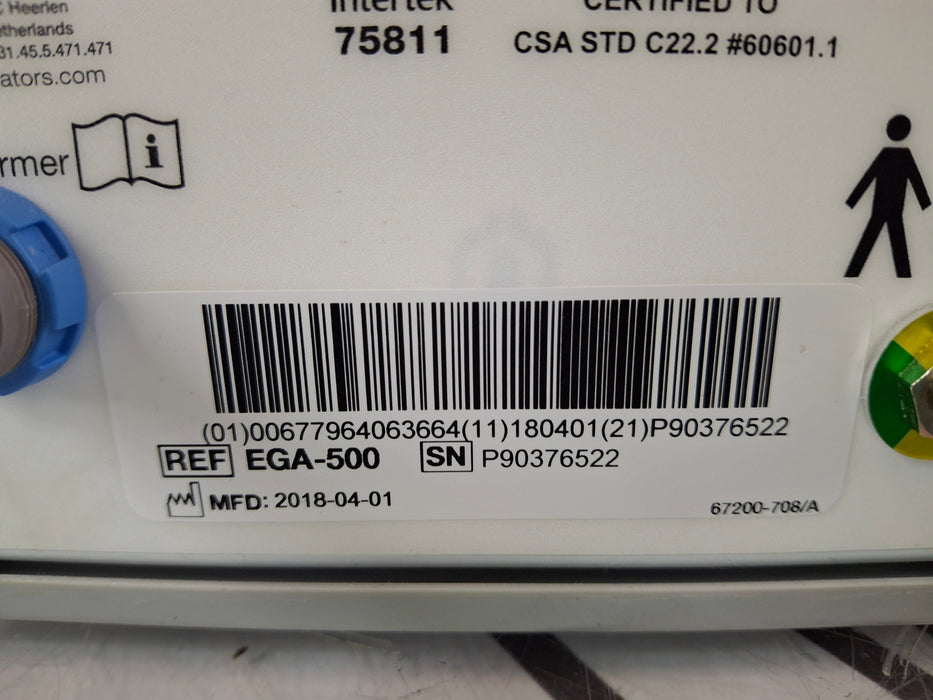 Heerlen
Intertek
CERTIFIED TO
therlands
75811
CSA STD C22.2 #60601.1
31.45.5.471.471
ators.com
rmer
i
(01)00677964063664(11)180401(21)P90376522
REF EGA-500 SN P90376522
MFD: 2018-04-01
67200-708/A